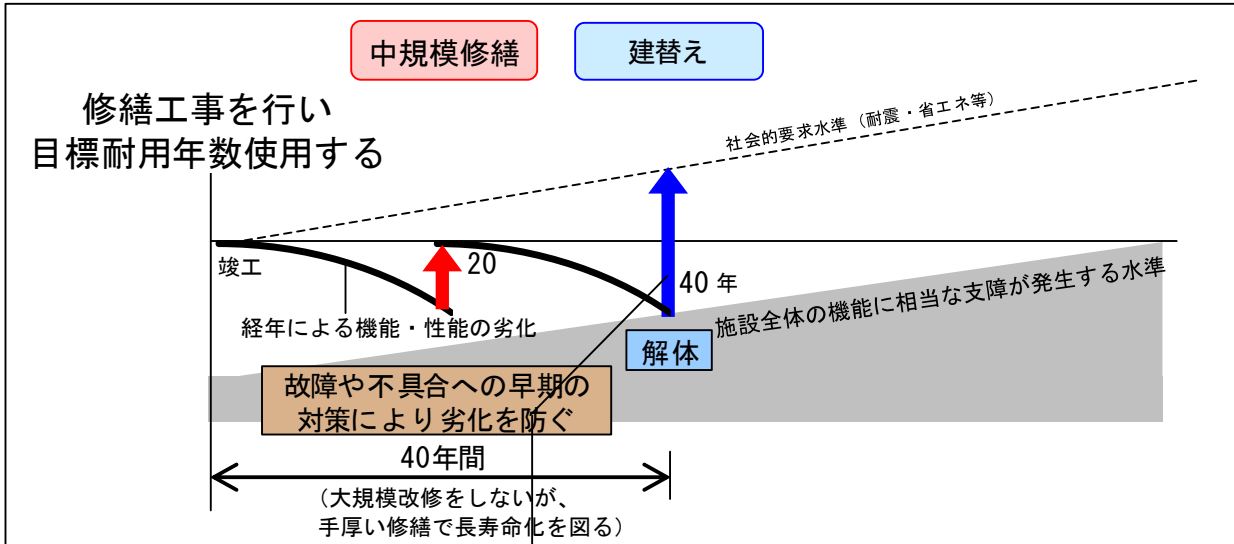 中規模修繕
建替え
修繕工事を行い
目標耐用年数使用する
社会的要求水準（耐震・省エネ等）
竣工
20
40年
経年による機能・性能の劣化
施設全体の機能に相当な支障が発生する水準
解体
故障や不具合への早期の
対策により劣化を防ぐ
40年間
（大規模改修をしないが、
手厚い修繕で長寿命化を図る）